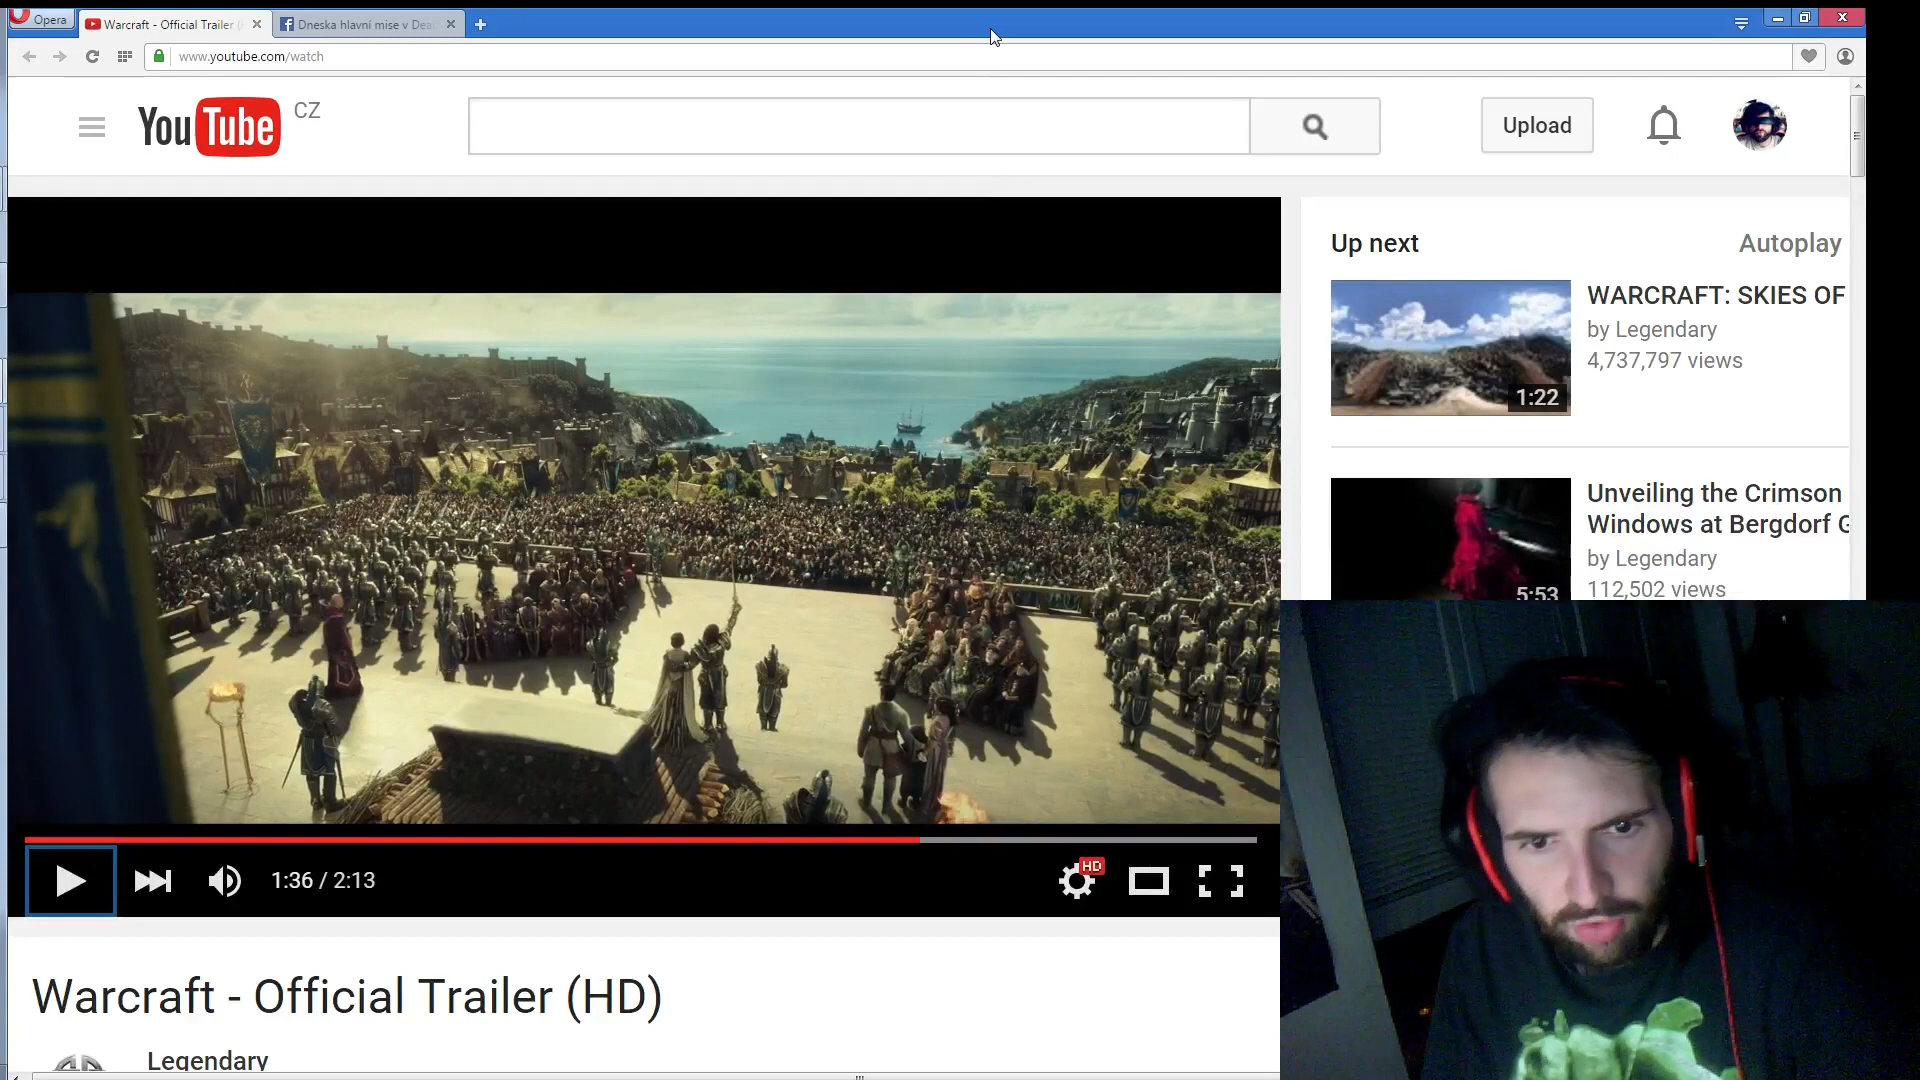 Opera
Warcraft - Official Trailer (
Dneska hlavní mise v Dea
www.youtube.com/watch
YouTube CZ
Upload
Up next
Autoplay
WARCRAFT: SKIES OF
by Legendary
4,737,797 views
1:22
Unveiling the Crimson
Windows at Bergdorf G
by Legendary
112,502 views
5:53
1:36 / 2:13
HD
Warcraft - Official Trailer (HD)
Legendary